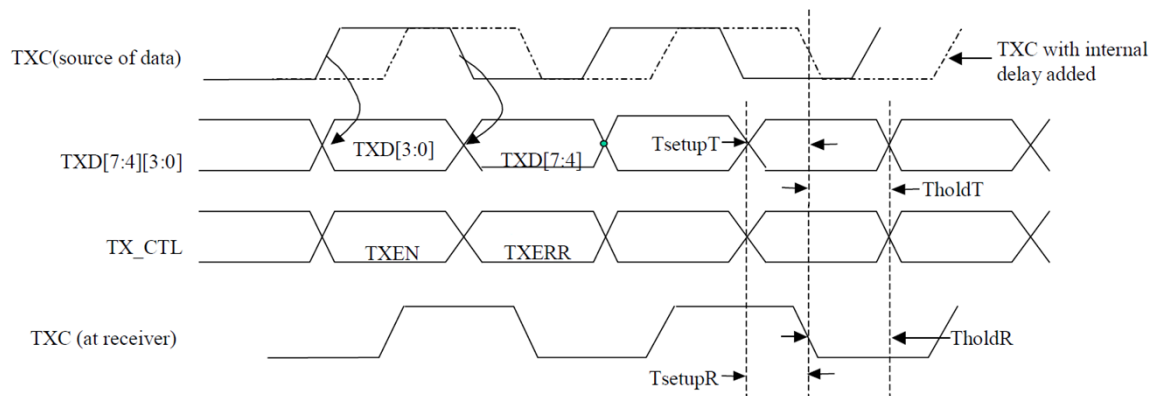 TXC(source of data)
TXC with internal
delay added
TXD[7:4][3:0]
TXD[3:0]
TXD[7:4]
TsetupT
TholdT
TX_CTL
TXEN
TXERR
TXC (at receiver)
TholdR
TsetupR